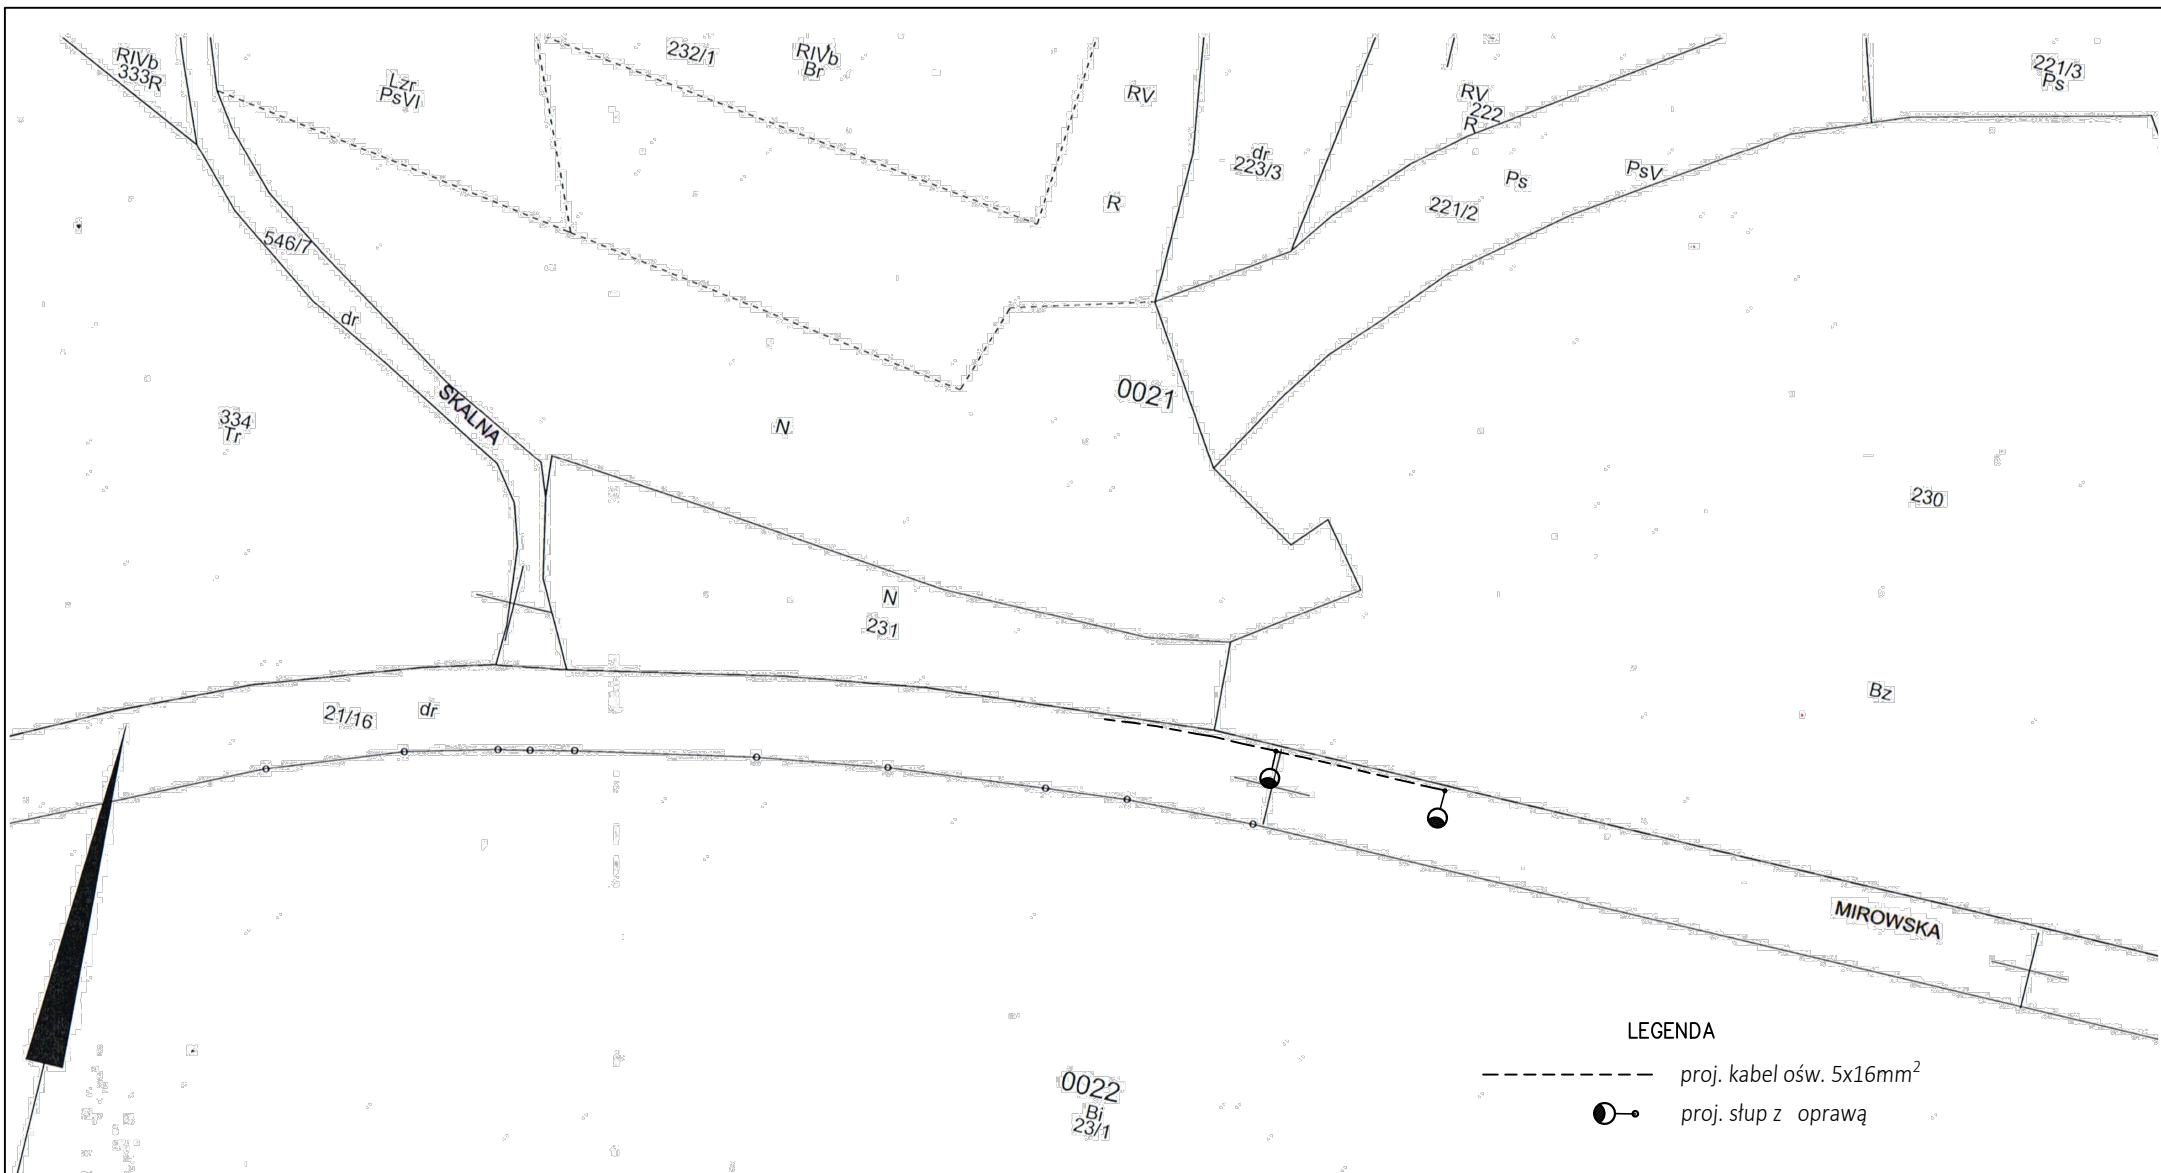 RIVb
333R
Lzr
PsVI
232/1
RIVb
Br
RV
RV
222
R
221/3
Ps
dr
223/3
Ps
PsV
R
221/2
546/7
dr
SKALNA
0021
334
Tr
N
230
N
231
Bz
21/16
dr
MIROWSKA
LEGENDA
proj. kabel ośw. 5x16mm²
proj. słup z oprawą
0022
Bi
23/1